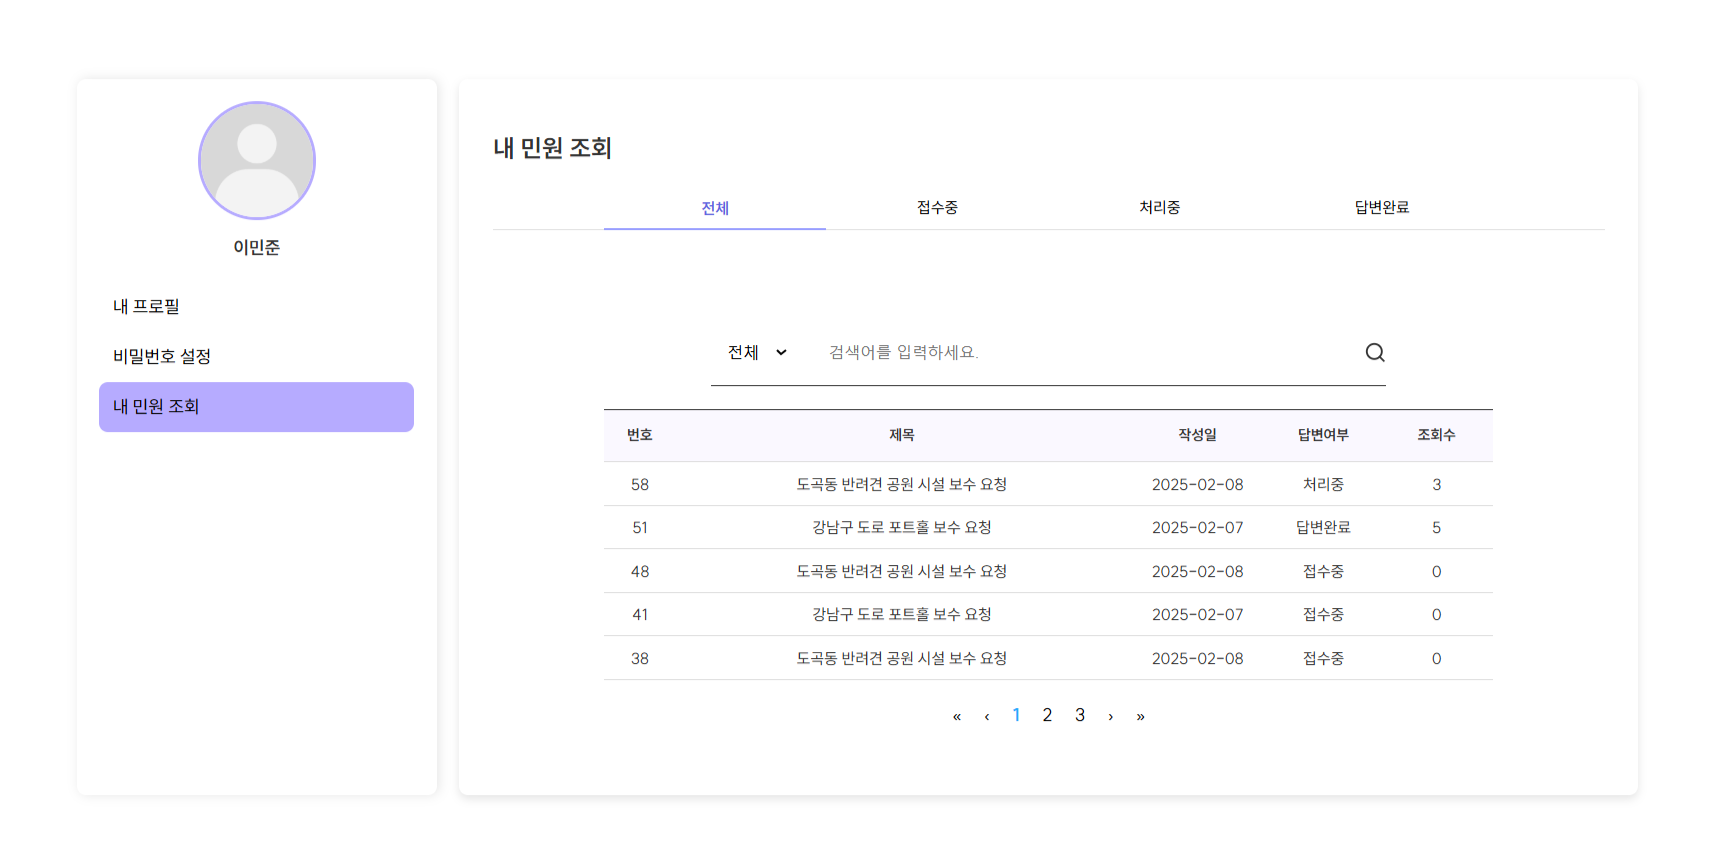 이민준
내 프로필
비밀번호 설정
내 민원 조회
내 민원 조회
전체 접수중 처리중 답변완료
전체 검색어를 입력하세요.
번호 제목 작성일 답변여부 조회수
58 도곡동 반려견 공원 시설 보수 요청 2025-02-08 처리중 3
51 강남구 도로 포트홀 보수 요청 2025-02-07 답변완료 5
48 도곡동 반려견 공원 시설 보수 요청 2025-02-08 접수중 0
41 강남구 도로 포트홀 보수 요청 2025-02-07 접수중 0
38 도곡동 반려견 공원 시설 보수 요청 2025-02-08 접수중 0
« ‹ 1 2 3 › »